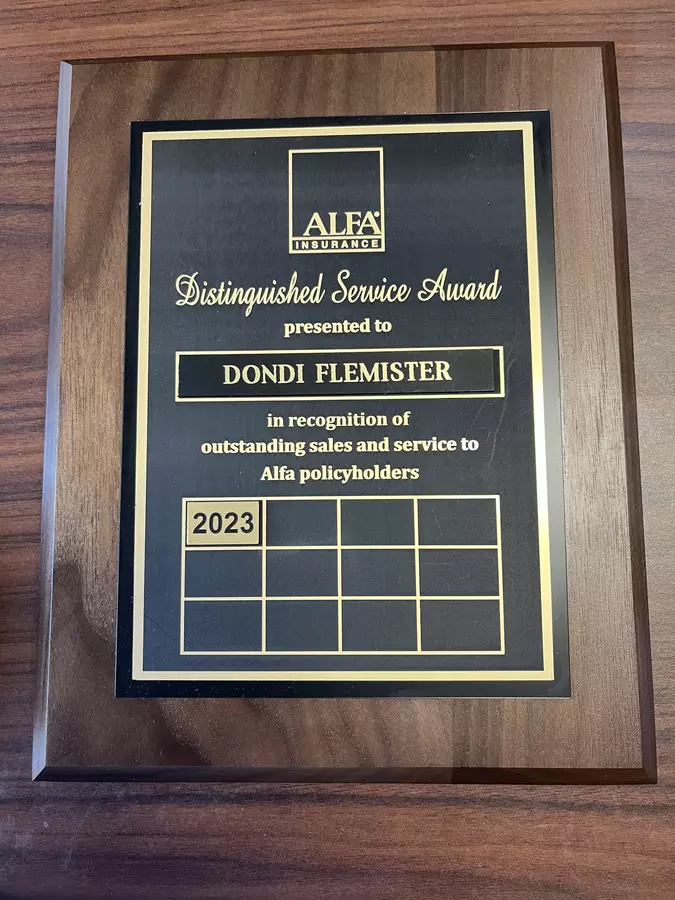 ALFA®
INSURANCE
Distinguished Service Award
presented to
DONDI FLEMISTER
in recognition of
outstanding sales and service to
Alfa policyholders
2023